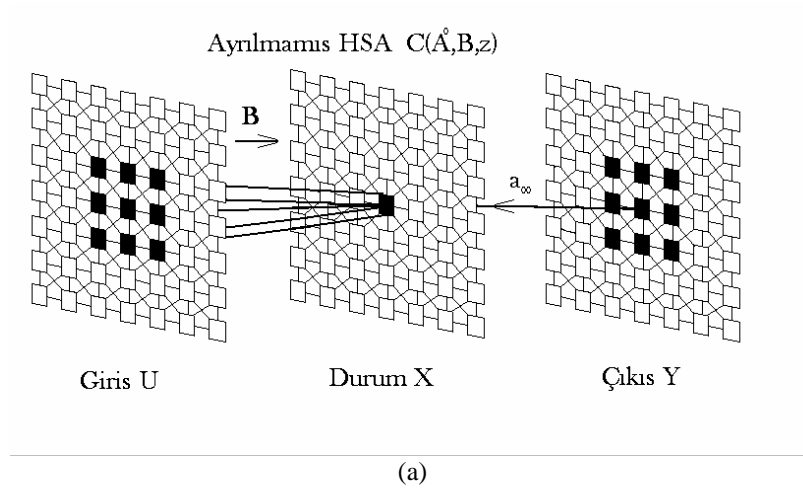 Ayrılmamıs HSA C(Å,B,z)
B
a∞
Giris U
Durum X
Çıkıs Y
(a)